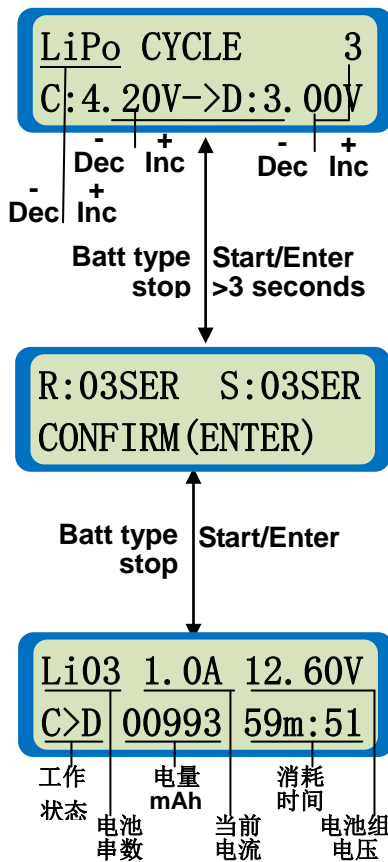 LiPo CYCLE 3
C:4.20V->D:3.00V
- + - +
Dec Inc Dec Inc
- +
Dec Inc
Batt type Start/Enter
stop >3 seconds
R:03SER S:03SER
CONFIRM(ENTER)
Batt type Start/Enter
stop
Li03 1.0A 12.60V
C>D 00993 59m:51
工作 电量 消耗
状态 mAh 时间
电池 当前 电池组
串数 电流 电压